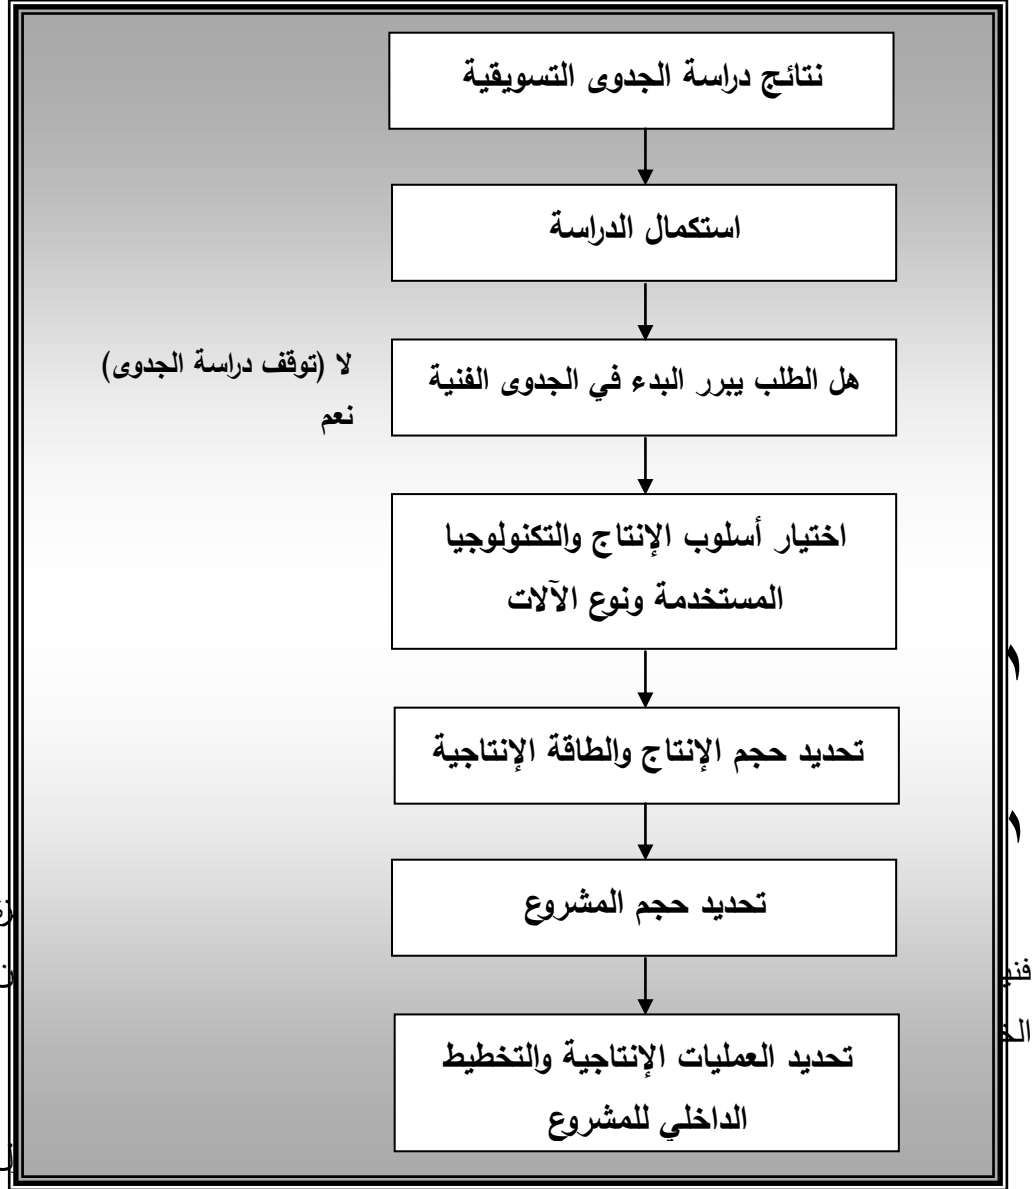 نتائج دراسة الجدوى التسويقية
استكمال الدراسة
هل الطلب يبرر البدء في الجدوى الفنية
لا (توقف دراسة الجدوى)
نعم
اختيار أسلوب الإنتاج والتكنولوجيا
المستخدمة ونوع الآلات
تحديد حجم الإنتاج والطاقة الإنتاجية
تحديد حجم المشروع
تحديد العمليات الإنتاجية والتخطيط
الداخلي للمشروع